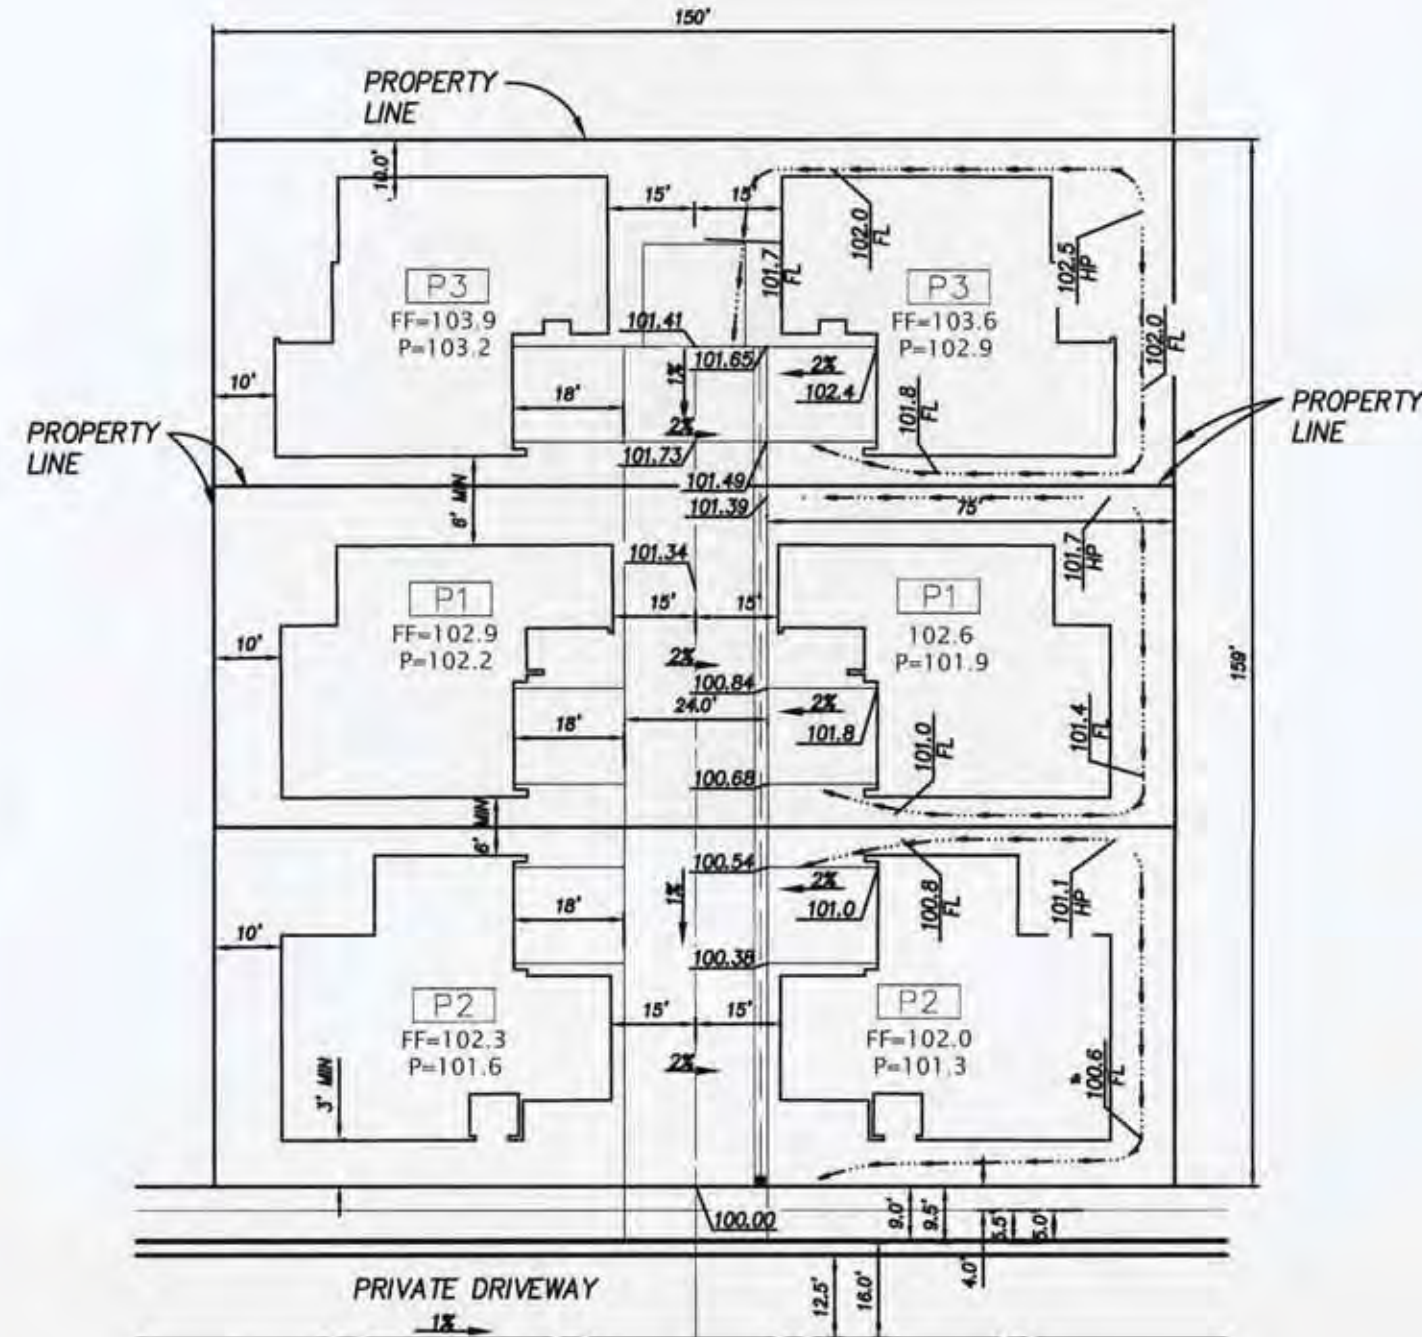 150'
PROPERTY
LINE
10.0'
15'
15'
102.0
FL
102.5
HP
101.7
FL
P3
FF=103.9
P=103.2
P3
FF=103.6
P=102.9
101.41
101.65
1%
2%
102.4
102.0
FL
10'
18'
2%
101.8
FL
PROPERTY
LINE
PROPERTY
LINE
101.73
101.49
101.39
6' MIN
75'
101.7
HP
101.34
P1
FF=102.9
P=102.2
15'
15'
P1
102.6
P=101.9
10'
2%
159'
100.84
24.0'
2%
18'
101.8
101.0
FL
101.4
FL
100.68
6' MIN
100.54
2%
1%
18'
101.0
100.8
FL
101.1
HP
10'
100.38
P2
FF=102.3
P=101.6
15'
15'
P2
FF=102.0
P=101.3
2%
3' MIN
100.6
FL
100.00
9.0'
9.5'
5.5'
5.0'
4.0'
PRIVATE DRIVEWAY
1%
12.5'
16.0'